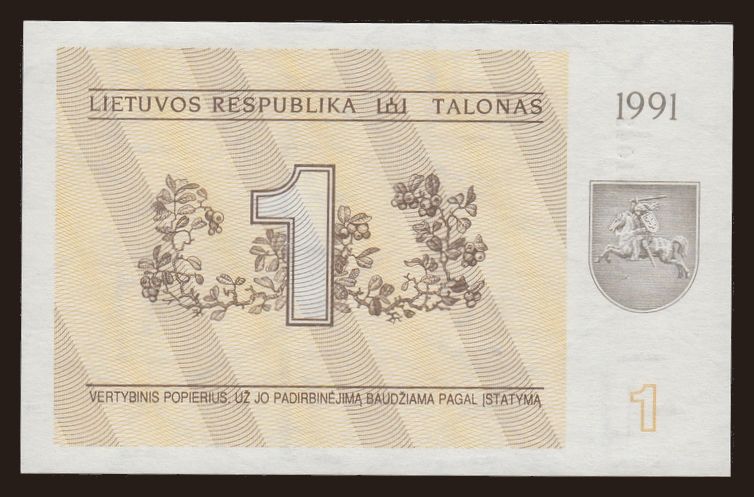 LIETUVOS RESPUBLIKA TALONAS
1991
1
VERTYBINIS POPIERIUS, UŽ JO PADIRBINĖJIMĄ BAUDŽIAMA PAGAL ĮSTATYMĄ
1